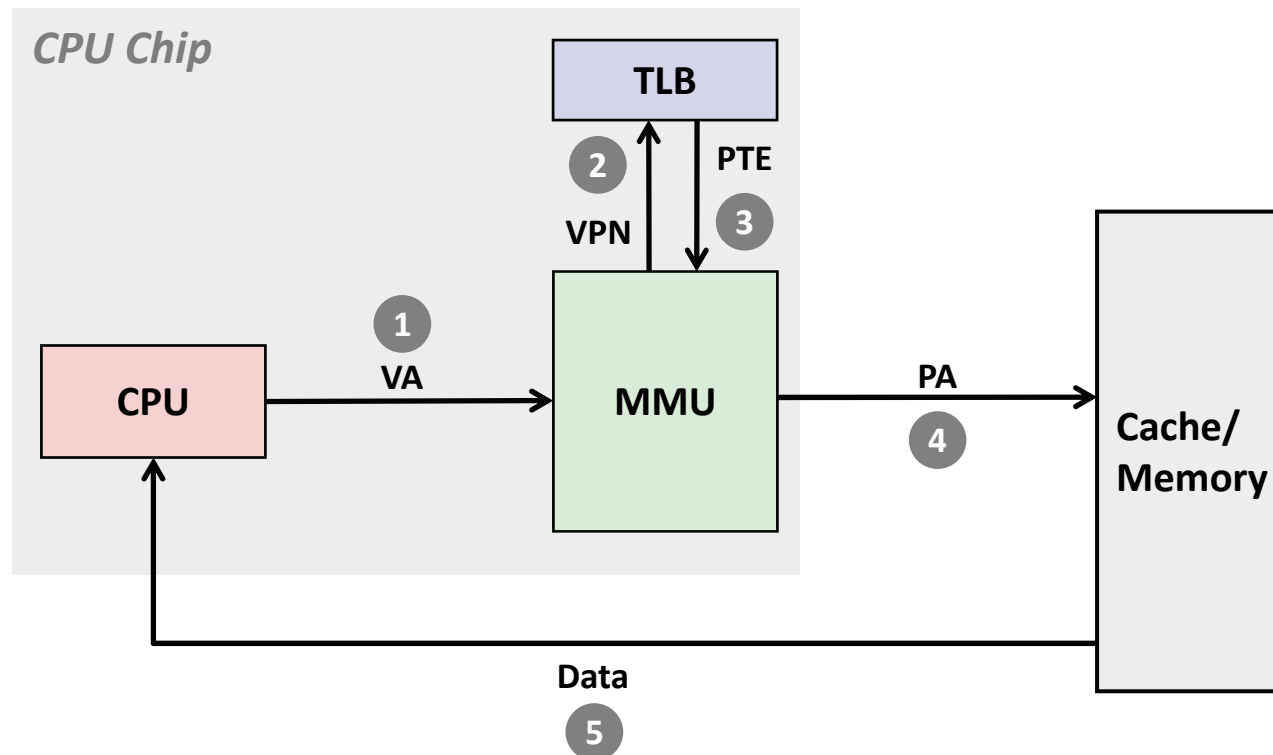 CPU Chip
TLB
2
PTE
VPN
3
1
VA
CPU
MMU
PA
4
Cache/
Memory
Data
5